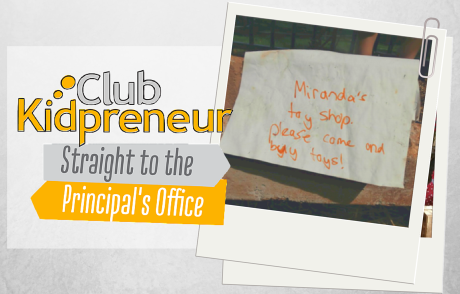 Club
Kidpreneur
Straight to the
Principal's Office
Miranda's
toy shop.
please come and
buy toys!